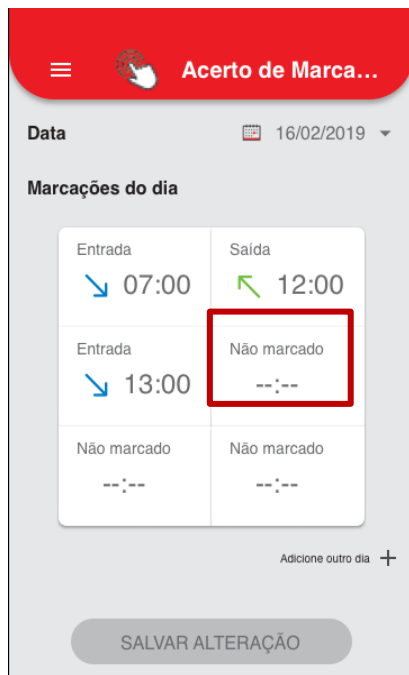 Acerto de Marca...
Data 16/02/2019
Marcações do dia
Entrada Saída
07:00 12:00
Entrada Não marcado
13:00 --:--
Não marcado Não marcado
--:-- --:--
Adicione outro dia
SALVAR ALTERAÇÃO